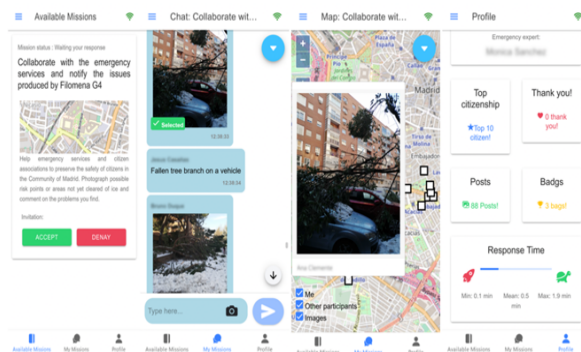 Available Missions
Mission status : Waiting your response
Collaborate with the emergency
services and notify the issues
produced by Filomena G4
Help emergency services and citizen
associations to preserve the safety of citizens in
the Community of Madrid. Photograph possible
risk points or areas not yet cleared of ice and
comment on the problems you find.
Invitation:
ACCEPT
DENAY
Available Missions
My Missions
Profile
Chat: Collaborate wit...
Selected
Fallen tree branch on a vehicle
Type here...
Available Missions
My Missions
Profile
Map: Collaborate wit...
+
−
Madrid
Me
Other participants
Images
Available Missions
My Missions
Profile
Profile
Emergency expert:
Top
citizenship
Top 10
citizen!
Thank you!
0 thank
you!
Posts
88 Posts!
Badgs
3 bags!
Response Time
Min: 0.1 min
Mean: 0.5
min
Max: 1.9 min
Available Missions
My Missions
Profile